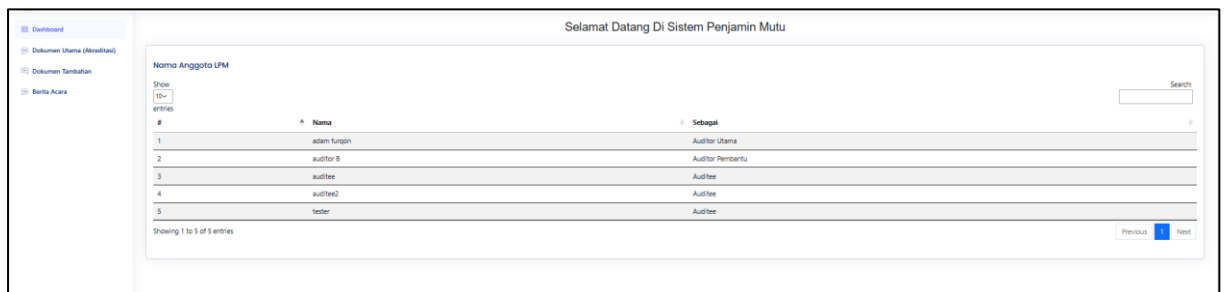 Dashboard
Dokumen Utama (Akreditasi)
Dokumen Tambahan
Berita Acara
Selamat Datang Di Sistem Penjamin Mutu
Nama Anggota LPM
Show
10
entries
Search:
# Nama Sebagai
1 adam furqon Auditor Utama
2 auditor B Auditor Pembantu
3 auditee Auditee
4 auditee2 Auditee
5 tester Auditee
Showing 1 to 5 of 5 entries
Previous 1 Next